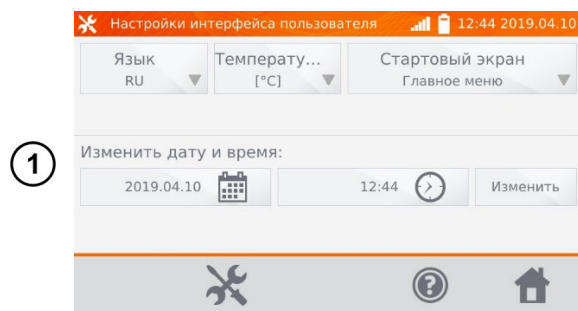 Настройки интерфейса пользователя 12:44 2019.04.10
Язык Температу... Стартовый экран
RU [°C] Главное меню
1
Изменить дату и время:
2019.04.10 12:44 Изменить
?